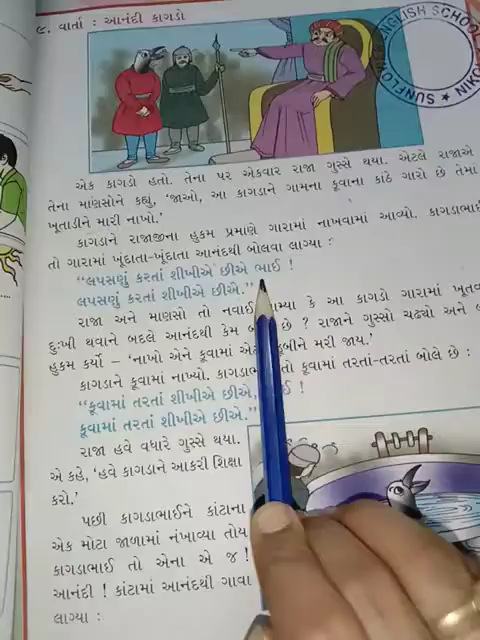 ૯. વાર્તા : આનંદી કાગડો
ENGLISH SCHOOL
SUNFLO
એક કાગડો હતો. તેના પર એકવાર રાજા ગુસ્સે થયા. એટલે રાજાએ
તેના માણસોને કહ્યું, ‘જાઓ, આ કાગડાને ગામના કૂવાના કાંઠે ગારો છે તેમાં
ખૂંતાડીને મારી નાખો.’
કાગડાને રાજાજીના હુકમ પ્રમાણે ગારામાં નાખવામાં આવ્યો. કાગડાભાઈ
તો ગારામાં ખૂંદાતા-ખૂંદાતા આનંદથી બોલવા લાગ્યા :
“લપસણું કરતાં શીખીએ છીએ ભાઈ !
લપસણું કરતાં શીખીએ છીએ.”
રાજા અને માણસો તો નવાઈ પામ્યા કે આ કાગડો ગારામાં
દુઃખી થવાને બદલે આનંદથી કેમ છે ? રાજાને ગુસ્સો ચઢ્યો અને
હુકમ કર્યો – ‘નાખો એને કૂવામાં ડૂબીને મરી જાય.’
કાગડાને કૂવામાં નાખ્યો. તો કૂવામાં તરતાં-તરતાં બોલે છે :
“કૂવામાં તરતાં શીખીએ છીએ, !
કૂવામાં તરતાં શીખીએ છીએ.”
રાજા હવે વધારે ગુસ્સે થયા.
એ કહે, ‘હવે કાગડાને આકરી શિક્ષા
કરો.’
પછી કાગડાભાઈને કાંટાના
એક મોટા જાળામાં નંખાવ્યા તોય
કાગડાભાઈ તો એના એ જ !
આનંદી ! કાંટામાં આનંદથી ગાવા
લાગ્યા :